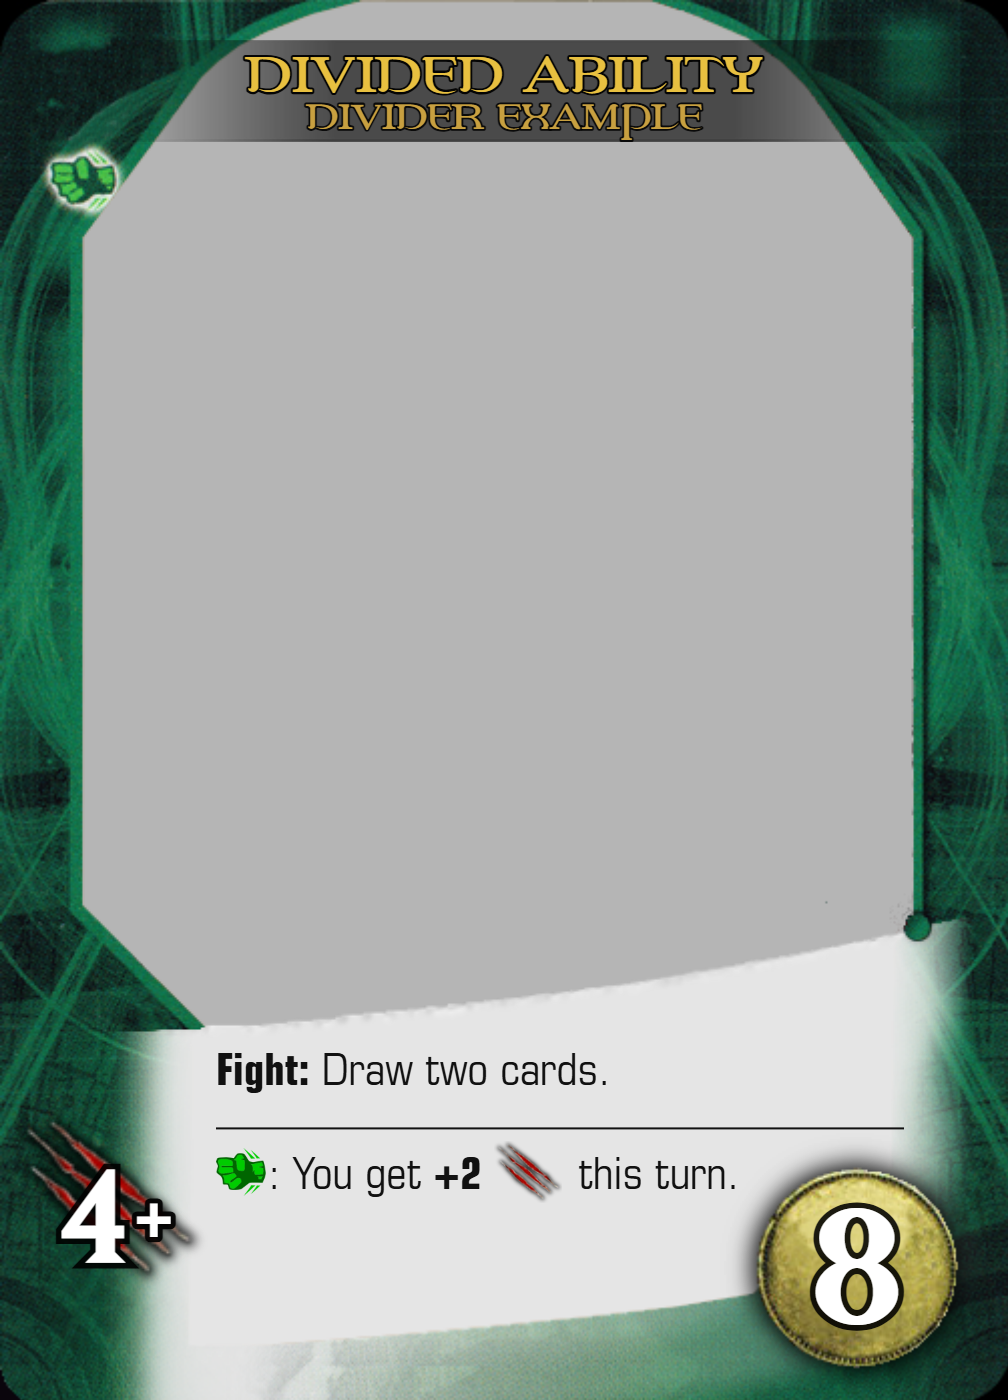 DIVIDED ABILITY
DIVIDER EXAMPLE
Fight: Draw two cards.
: You get +2 this turn.
4+
8